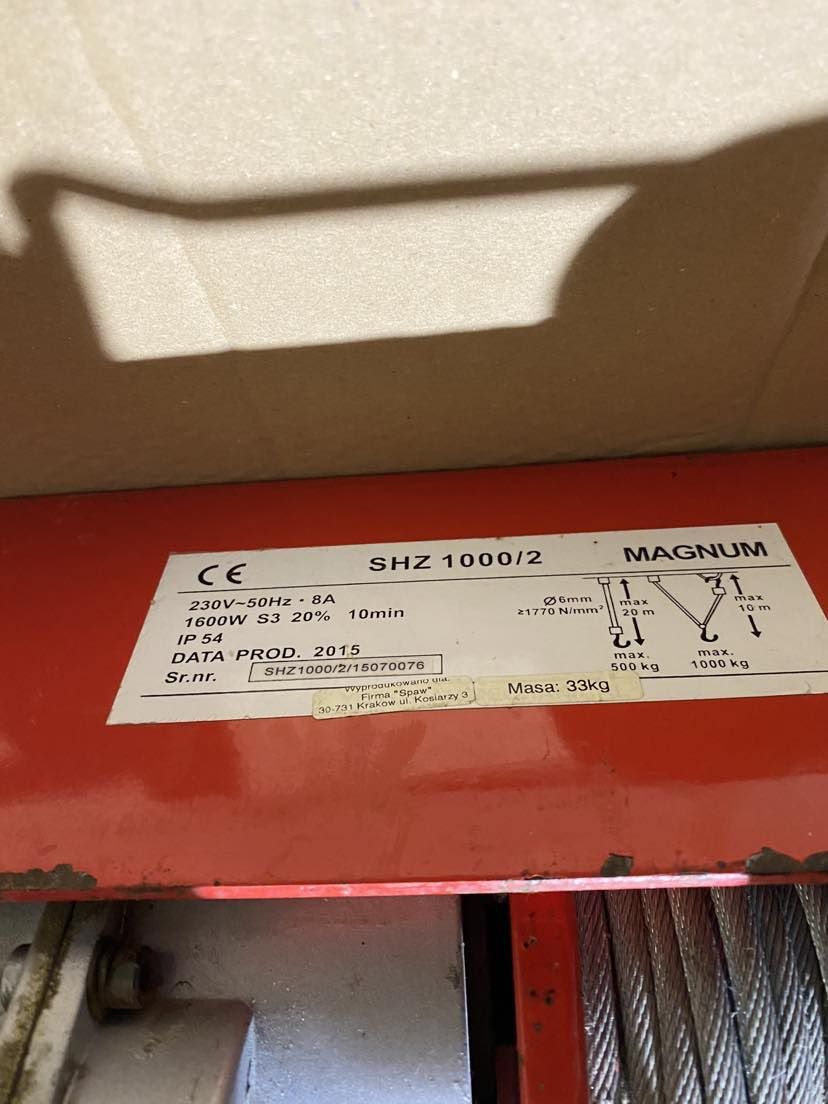 CE SHZ 1000/2 MAGNUM
230V~50Hz · 8A
1600W S3 20% 10min
IP 54
DATA PROD. 2015
Sr.nr. SHZ1000/2/15070076
Ø6mm
≥1770 N/mm²
max
20 m
max.
500 kg
max
10 m
max.
1000 kg
Wyprodukowano dla:
Firma "Spaw"
30-731 Krakow ul. Kosiarzy 3
Masa: 33kg